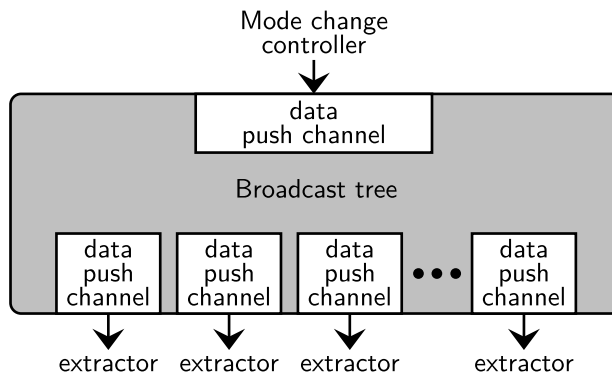 Mode change
controller
data
push channel
Broadcast tree
data
push
channel
data
push
channel
data
push
channel
data
push
channel
extractor
extractor
extractor
extractor